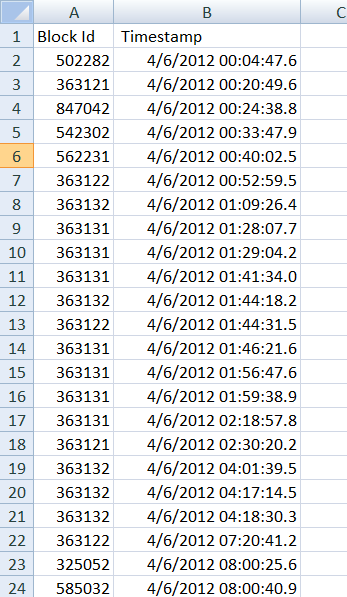 A B C
1 Block Id Timestamp
2 502282 4/6/2012 00:04:47.6
3 363121 4/6/2012 00:20:49.6
4 847042 4/6/2012 00:24:38.8
5 542302 4/6/2012 00:33:47.9
6 562231 4/6/2012 00:40:02.5
7 363122 4/6/2012 00:52:59.5
8 363132 4/6/2012 01:09:26.4
9 363131 4/6/2012 01:28:07.7
10 363131 4/6/2012 01:29:04.2
11 363131 4/6/2012 01:41:34.0
12 363132 4/6/2012 01:44:18.2
13 363122 4/6/2012 01:44:31.5
14 363131 4/6/2012 01:46:21.6
15 363131 4/6/2012 01:56:47.6
16 363131 4/6/2012 01:59:38.9
17 363131 4/6/2012 02:18:57.8
18 363121 4/6/2012 02:30:20.2
19 363132 4/6/2012 04:01:39.5
20 363132 4/6/2012 04:17:14.5
21 363132 4/6/2012 04:18:30.3
22 363122 4/6/2012 07:20:41.2
23 325052 4/6/2012 08:00:25.6
24 585032 4/6/2012 08:00:40.9